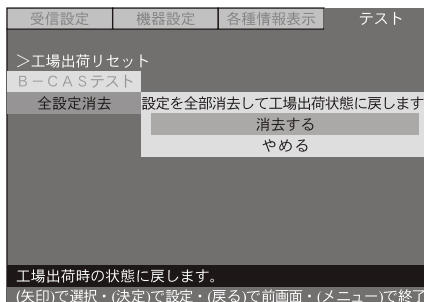 受信設定 機器設定 各種情報表示 テスト
＞工場出荷リセット
B－CASテスト
全設定消去 設定を全部消去して工場出荷状態に戻します
消去する
やめる
工場出荷時の状態に戻します。
(矢印)で選択・(決定)で設定・(戻る)で前画面・(メニュー)で終了